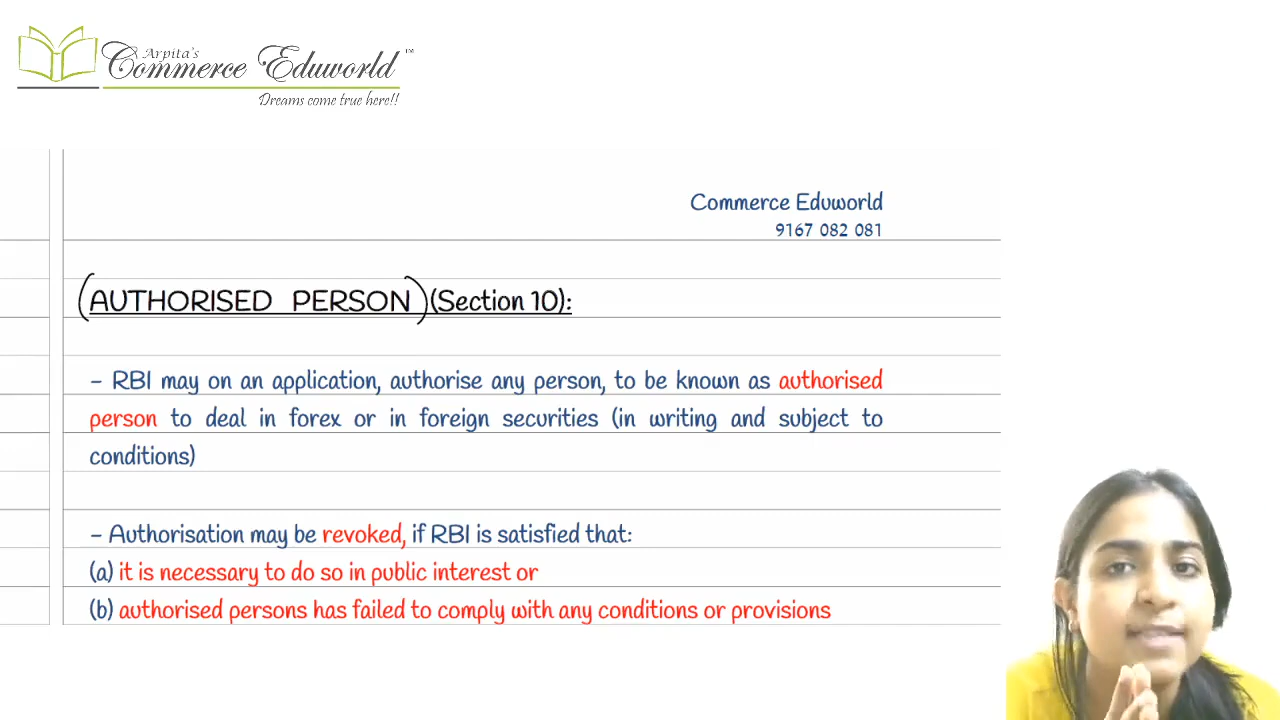 Arpita's
Commerce Eduworld™
Dreams come true here!!
Commerce Eduworld
9167 082 081
(AUTHORISED PERSON) (Section 10):
- RBI may on an application, authorise any person, to be known as authorised
person to deal in forex or in foreign securities (in writing and subject to
conditions)
- Authorisation may be revoked, if RBI is satisfied that:
(a) it is necessary to do so in public interest or
(b) authorised persons has failed to comply with any conditions or provisions